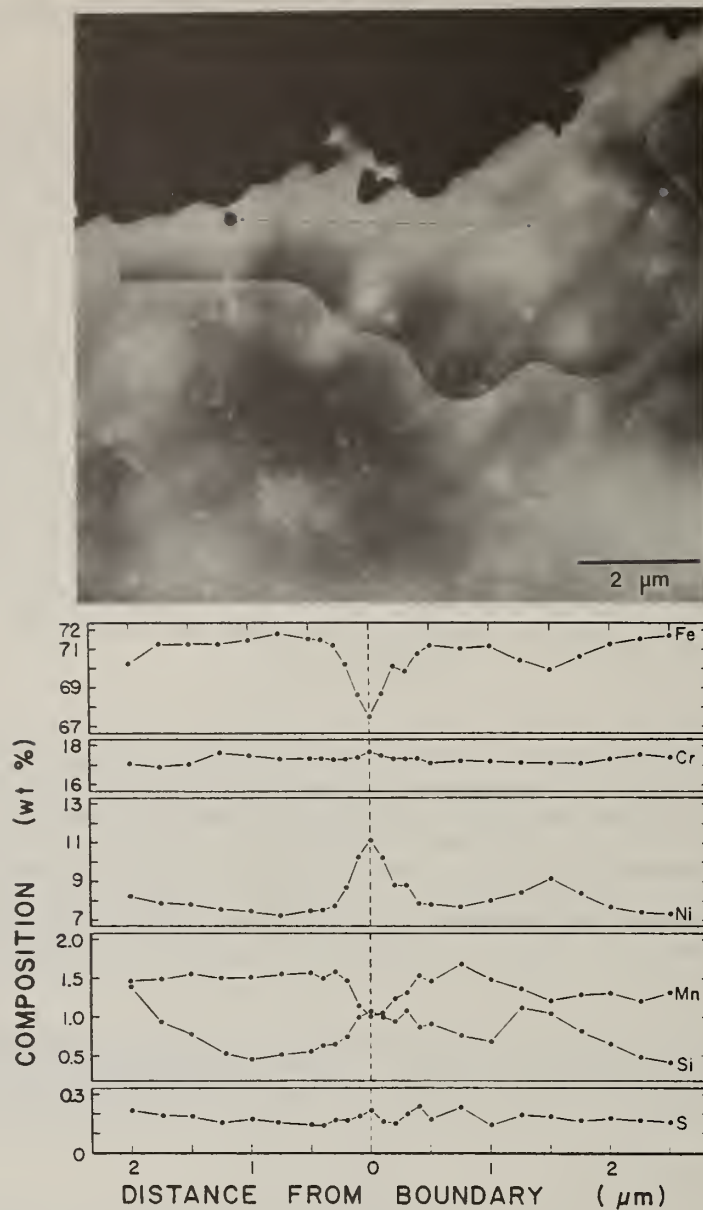 2 μm
72
71
69
67
Fe
18
16
Cr
13
11
9
7
Ni
2.0
1.5
1.0
0.5
Mn
Si
0.3
0
S
2 1 0 1 2
COMPOSITION (wt %)
DISTANCE FROM BOUNDARY (μm)